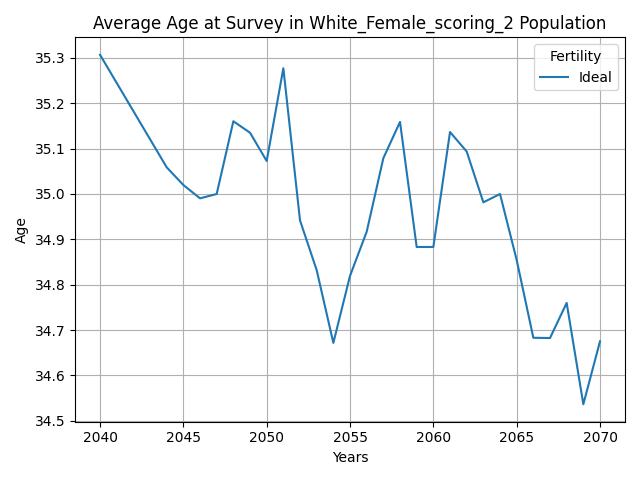 Average Age at Survey in White_Female_scoring_2 Population
Fertility
Ideal
Age
35.3
35.2
35.1
35.0
34.9
34.8
34.7
34.6
34.5
2040 2045 2050 2055 2060 2065 2070
Years